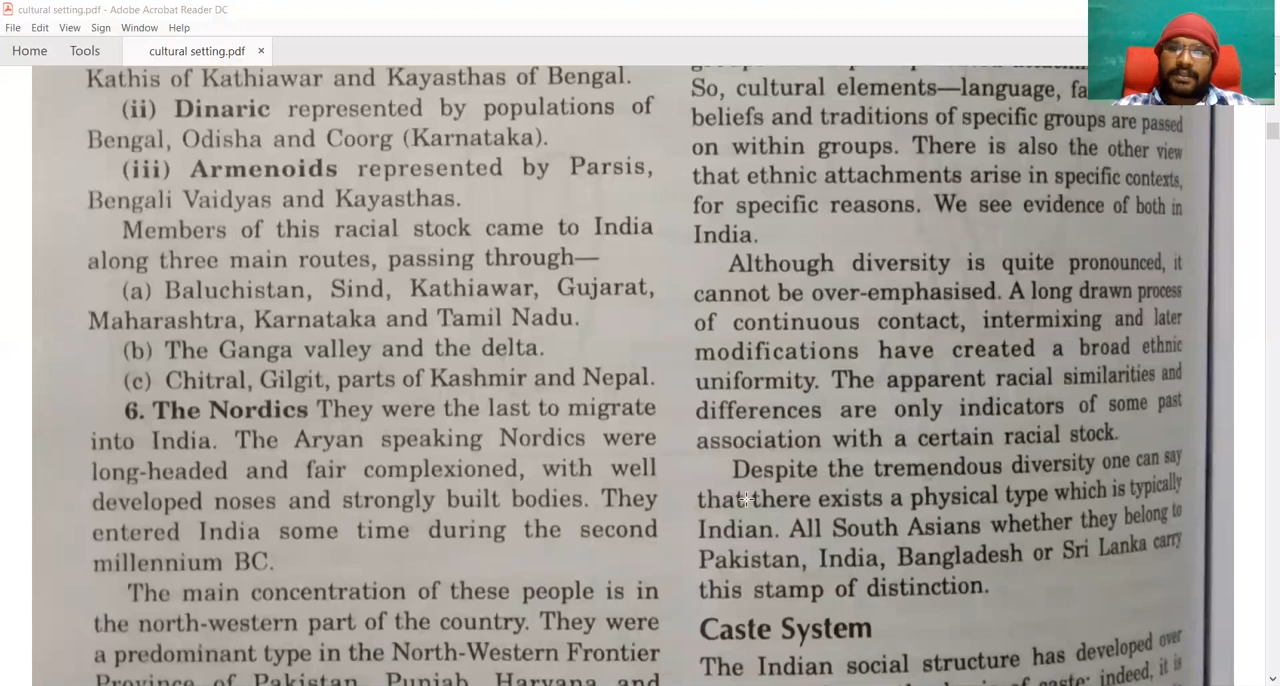 cultural setting.pdf - Adobe Acrobat Reader DC
File Edit View Sign Window Help
Home Tools cultural setting.pdf ×
Kathis of Kathiawar and Kayasthas of Bengal.
(ii) Dinaric represented by populations of
Bengal, Odisha and Coorg (Karnataka).
(iii) Armenoids represented by Parsis,
Bengali Vaidyas and Kayasthas.
Members of this racial stock came to India
along three main routes, passing through—
(a) Baluchistan, Sind, Kathiawar, Gujarat,
Maharashtra, Karnataka and Tamil Nadu.
(b) The Ganga valley and the delta.
(c) Chitral, Gilgit, parts of Kashmir and Nepal.
6. The Nordics They were the last to migrate
into India. The Aryan speaking Nordics were
long-headed and fair complexioned, with well
developed noses and strongly built bodies. They
entered India some time during the second
millennium BC.
The main concentration of these people is in
the north-western part of the country. They were
a predominant type in the North-Western Frontier
Province of Pakistan, Punjab, Haryana and
So, cultural elements—language,
beliefs and traditions of specific groups are passed
on within groups. There is also the other view
that ethnic attachments arise in specific contexts,
for specific reasons. We see evidence of both in
India.
Although diversity is quite pronounced, it
cannot be over-emphasised. A long drawn process
of continuous contact, intermixing and later
modifications have created a broad ethnic
uniformity. The apparent racial similarities and
differences are only indicators of some past
association with a certain racial stock.
Despite the tremendous diversity one can say
that there exists a physical type which is typically
Indian. All South Asians whether they belong to
Pakistan, India, Bangladesh or Sri Lanka carry
this stamp of distinction.
Caste System
The Indian social structure has developed over
of caste; indeed, it is